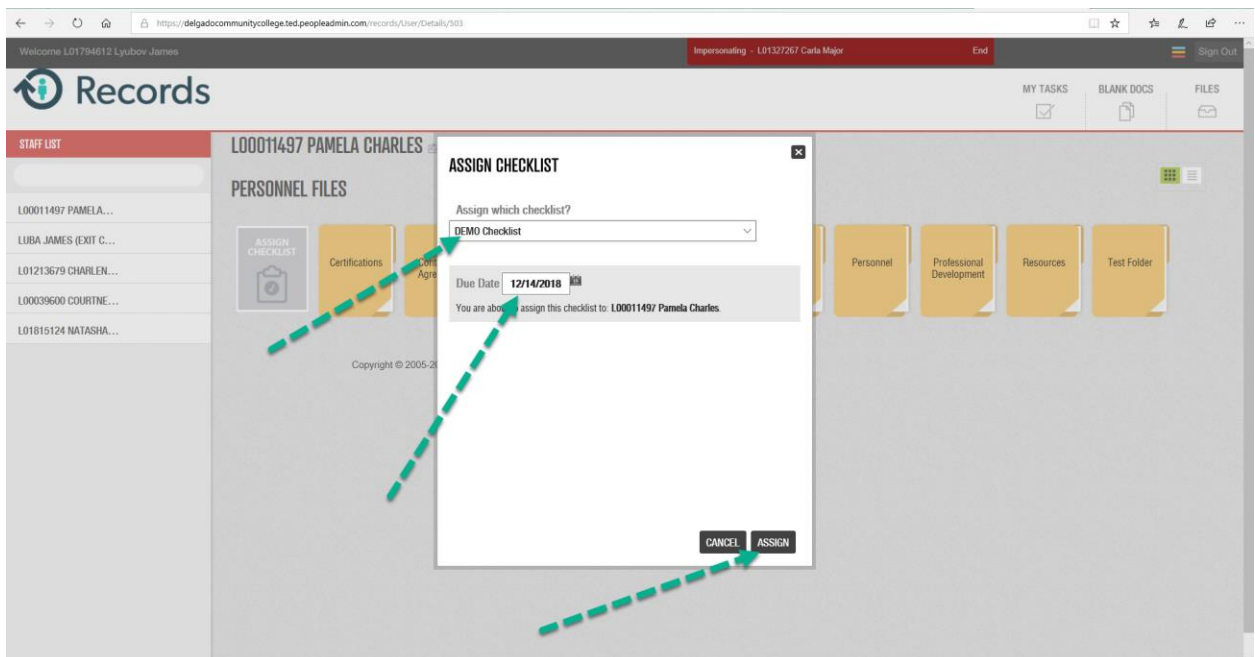 https://delgadocommunitycollege.ted.peopleadmin.com/records/User/Details/503
Welcome L01794612 Lyubov James
Impersonating - L01327267 Carla Major
End
Sign Out
Records
MY TASKS
BLANK DOCS
FILES
STAFF LIST
L00011497 PAMELA...
LUBA JAMES (EXIT C...
L01213679 CHARLEN...
L00039600 COURTNE...
L01815124 NATASHA...
L00011497 PAMELA CHARLES
PERSONNEL FILES
ASSIGN
CHECKLIST
Certifications
Personnel
Professional
Development
Resources
Test Folder
Copyright © 2005-20
ASSIGN CHECKLIST
Assign which checklist?
DEMO Checklist
Due Date 12/14/2018
You are about assign this checklist to: L00011497 Pamela Charles.
CANCEL
ASSIGN